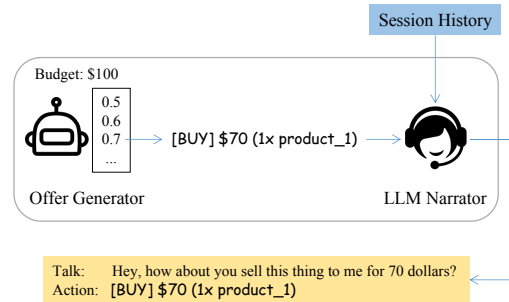 Session History
Budget: $100
0.5
0.6
0.7
...
[BUY] $70 (1x product_1)
Offer Generator
LLM Narrator
Talk: Hey, how about you sell this thing to me for 70 dollars?
Action: [BUY] $70 (1x product_1)